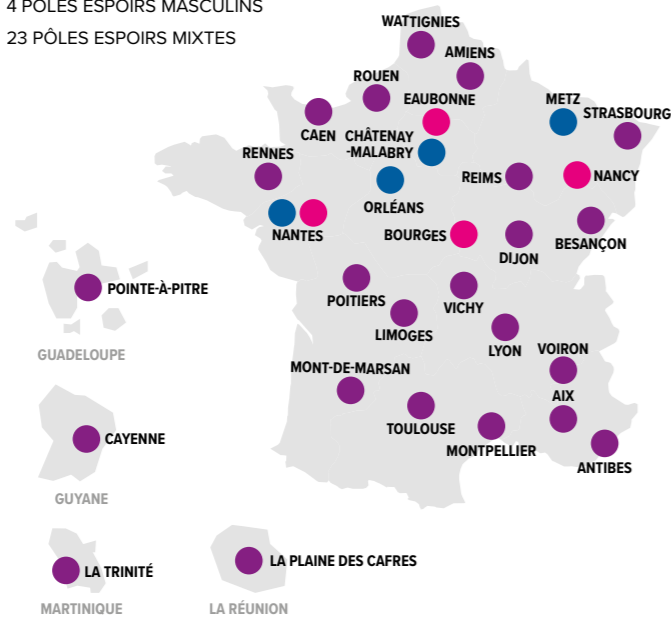 4 PÔLES ESPOIRS MASCULINS
23 PÔLES ESPOIRS MIXTES
WATTIGNIES
AMIENS
ROUEN
EAUBONNE
METZ
STRASBOURG
CAEN
CHÂTENAY
-MALABRY
RENNES
REIMS
NANCY
ORLÉANS
NANTES
BOURGES
DIJON
BESANÇON
POINTE-À-PITRE
POITIERS
VICHY
LIMOGES
LYON
VOIRON
GUADELOUPE
MONT-DE-MARSAN
AIX
TOULOUSE
MONTPELLIER
ANTIBES
CAYENNE
GUYANE
LA TRINITÉ
LA PLAINE DES CAFRES
MARTINIQUE
LA RÉUNION